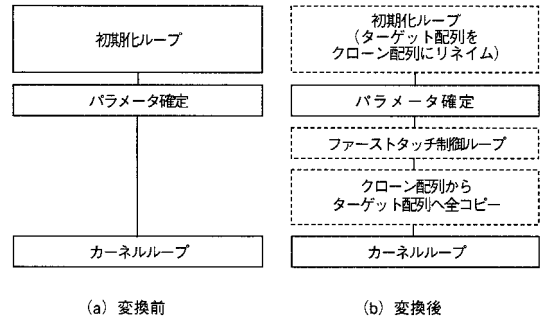 初期化ループ
パラメータ確定
カーネルループ
(a) 変換前
初期化ループ
(ターゲット配列を
クローン配列にリネイム)
パラメータ確定
ファーストタッチ制御ループ
クローン配列から
ターゲット配列へ全コピー
カーネルループ
(b) 変換後